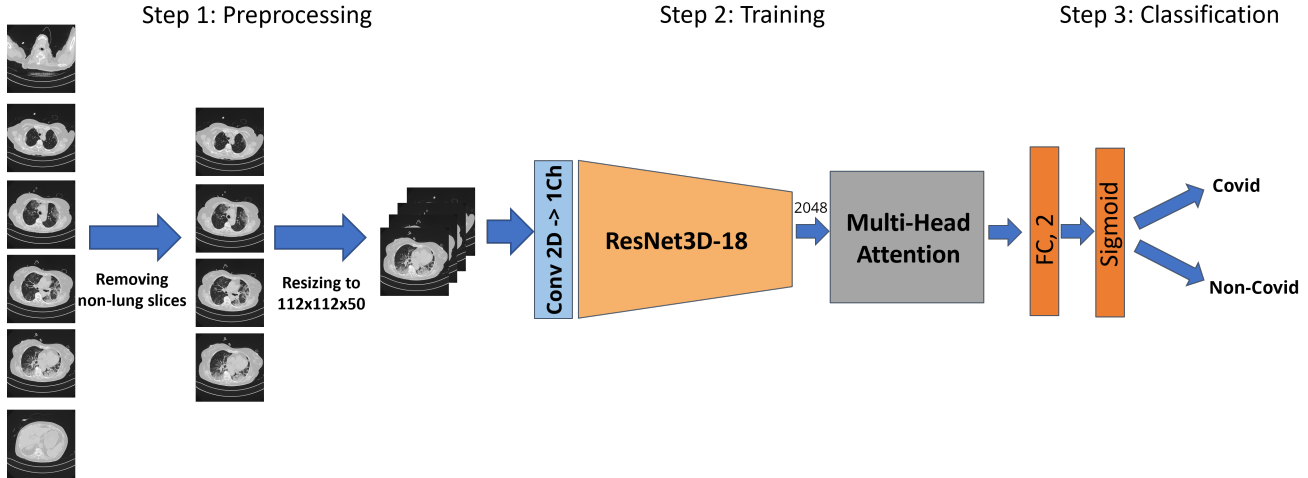 Step 1: Preprocessing
Step 2: Training
Step 3: Classification
Removing
non-lung slices
Resizing to
112x112x50
Conv 2D -> 1Ch
ResNet3D-18
2048
Multi-Head
Attention
FC, 2
Sigmoid
Covid
Non-Covid